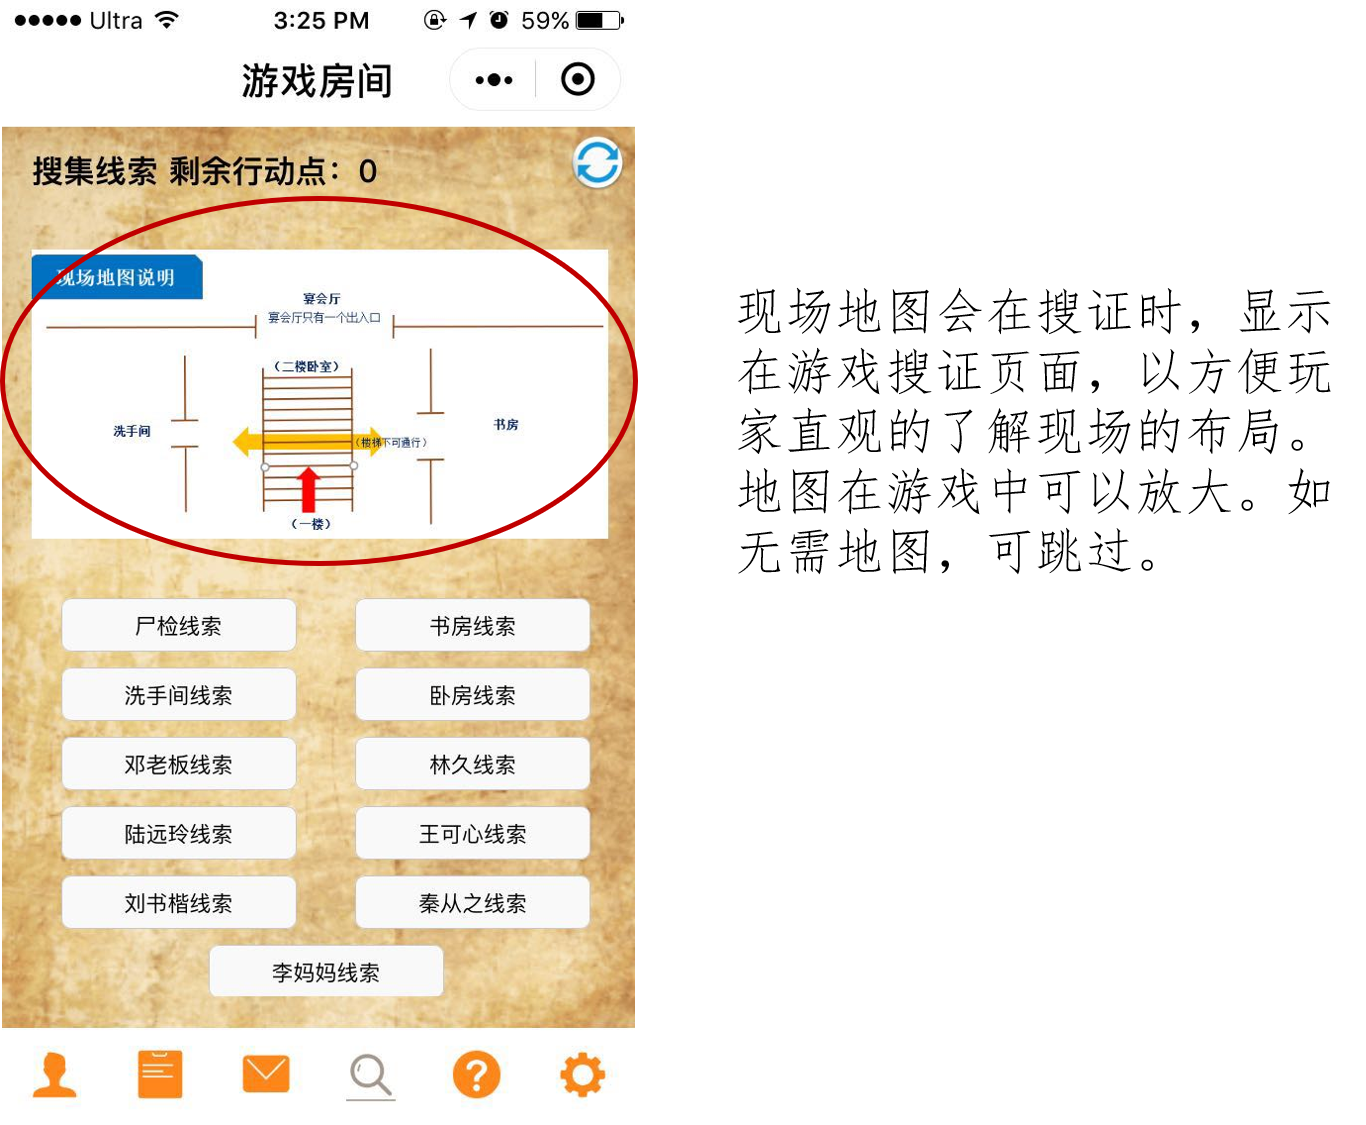 Ultra 3:25 PM 59%
游戏房间
搜集线索 剩余行动点：0
现场地图说明
宴会厅
宴会厅只有一个出入口
（二楼卧室）
洗手间
书房
（楼梯不可通行）
（一楼）
尸检线索
书房线索
洗手间线索
卧房线索
邓老板线索
林久线索
陆远玲线索
王可心线索
刘书楷线索
秦从之线索
李妈妈线索
现场地图会在搜证时，显示
在游戏搜证页面，以方便玩
家直观的了解现场的布局。
地图在游戏中可以放大。如
无需地图，可跳过。